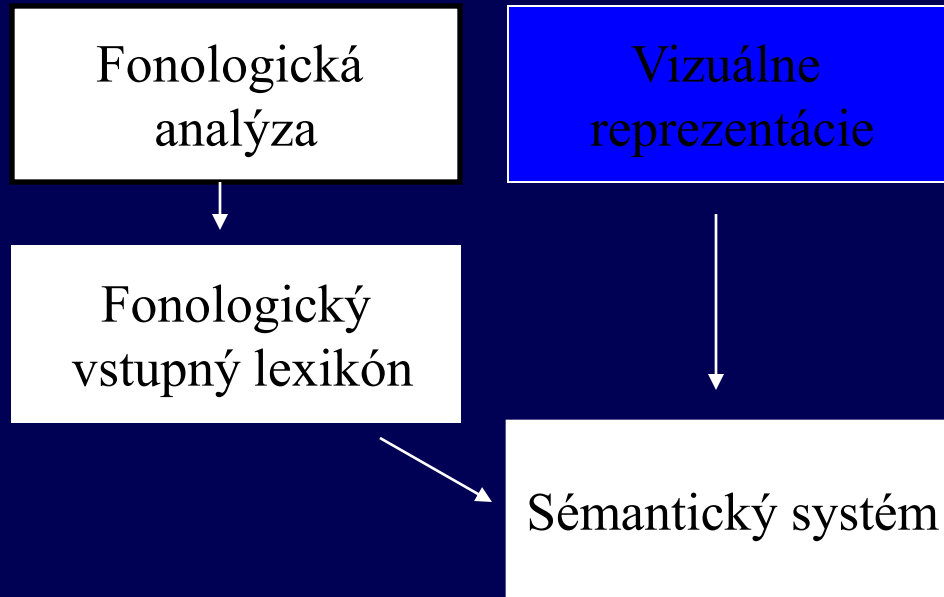 Fonologická
analýza
Vizuálne
reprezentácie
Fonologický
vstupný lexikón
Sémantický systém